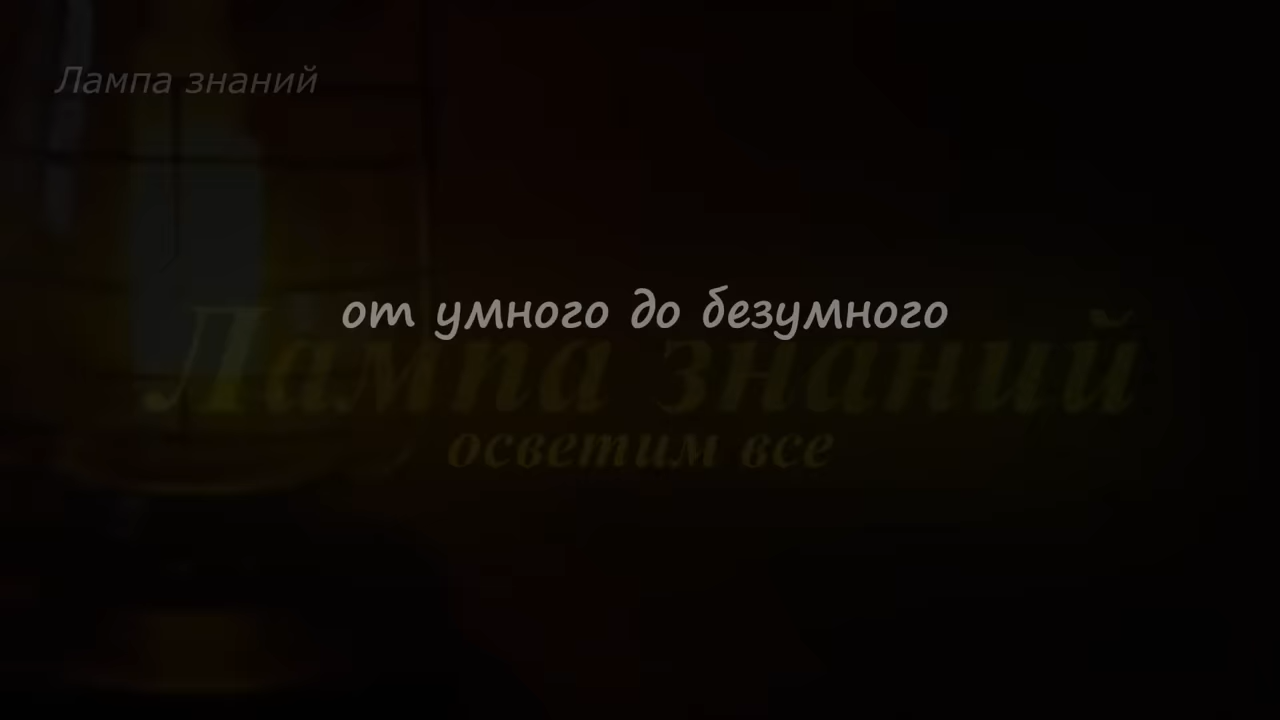 Лампа знаний
от умного до безумного
Лампа знаний
осветим все